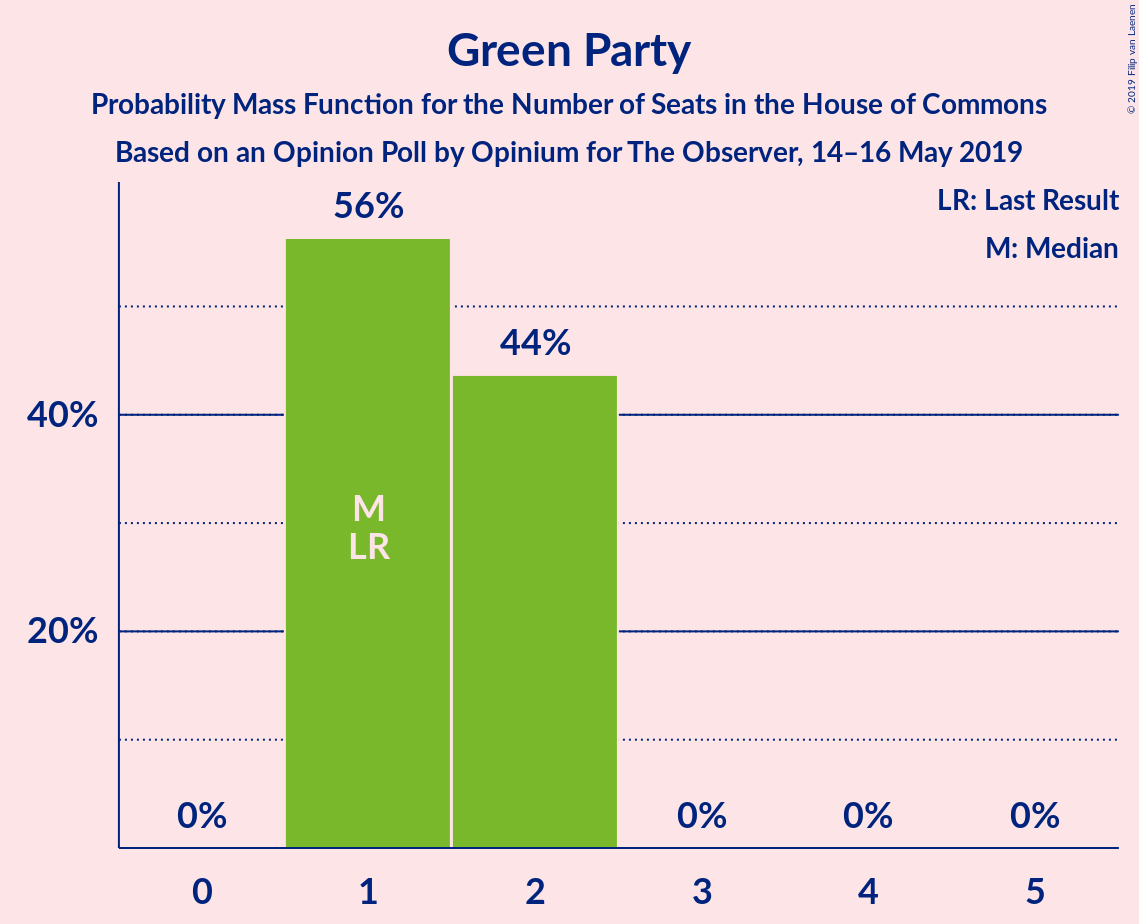 Green Party
Probability Mass Function for the Number of Seats in the House of Commons
Based on an Opinion Poll by Opinium for The Observer, 14–16 May 2019
© 2019 Filip van Laenen
LR: Last Result
M: Median
56%
44%
40%
M
LR
20%
0%
0%
0%
0%
0
1
2
3
4
5